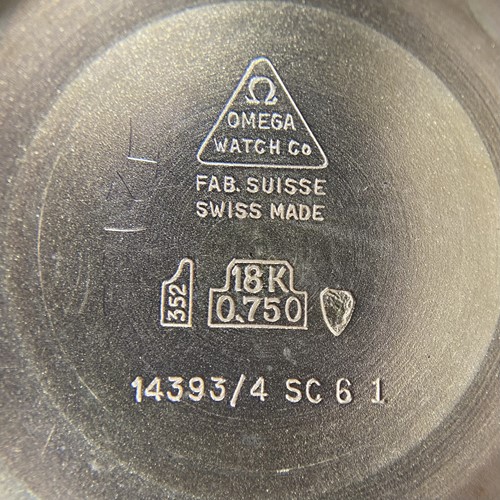 Ω
OMEGA
WATCH Co
FAB. SUISSE
SWISS MADE
352
18K
0.750
14393/4 SC 6 1